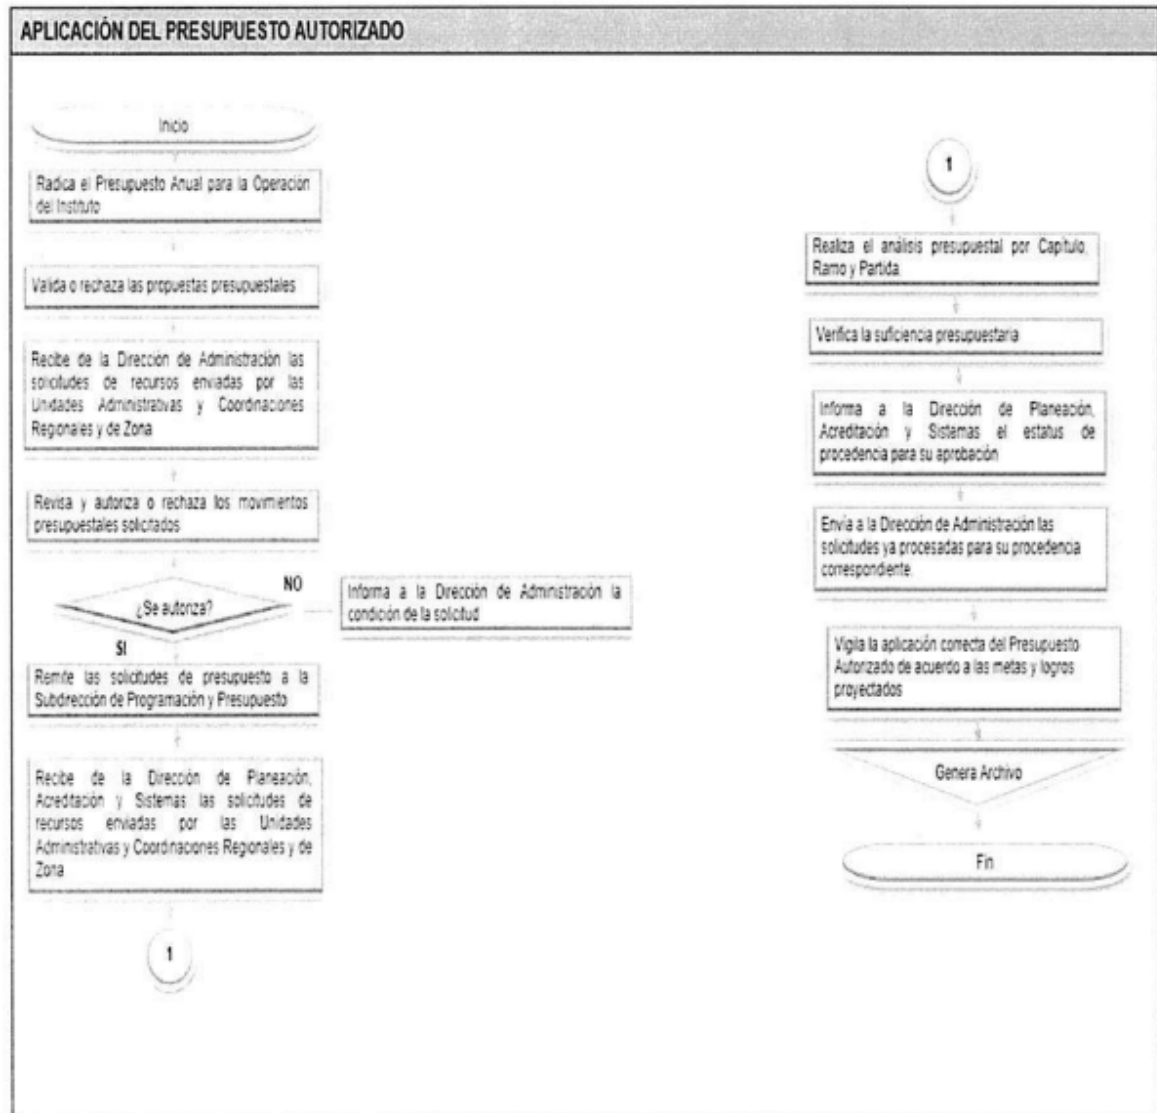 APLICACIÓN DEL PRESUPUESTO AUTORIZADO
Inicio
Radica el Presupuesto Anual para la Operación
del Instituto
Valida o rechaza las propuestas presupuestales
Recibe de la Dirección de Administración las
solicitudes de recursos enviadas por las
Unidades Administrativas y Coordinaciones
Regionales y de Zona
Revisa y autoriza o rechaza los movimientos
presupuestales solicitados
¿Se autoriza?
NO
Informa a la Dirección de Administración la
condición de la solicitud
SI
Remite las solicitudes de presupuesto a la
Subdirección de Programación y Presupuesto
Recibe de la Dirección de Planeación,
Acreditación y Sistemas las solicitudes de
recursos enviadas por las Unidades
Administrativas y Coordinaciones Regionales y de
Zona
1
1
Realiza el análisis presupuestal por Capítulo,
Ramo y Partida
Verifica la suficiencia presupuestaria
Informa a la Dirección de Planeación,
Acreditación y Sistemas el estatus de
procedencia para su aprobación
Envía a la Dirección de Administración las
solicitudes ya procesadas para su procedencia
correspondiente.
Vigila la aplicación correcta del Presupuesto
Autorizado de acuerdo a las metas y logros
proyectados
Genera Archivo
Fin